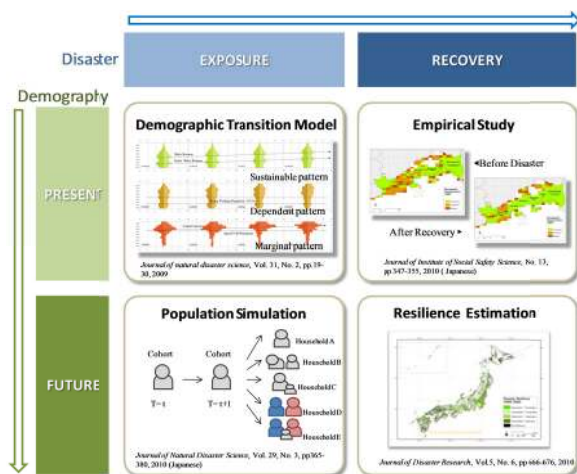 Disaster
EXPOSURE
RECOVERY
Demography
PRESENT
Demographic Transition Model
Sustainable pattern
Dependent pattern
Marginal pattern
Journal of natural disaster science, Vol. 31, No. 2, pp.19-
30, 2009
Empirical Study
Before Disaster
After Recovery
Journal of Institute of Social Safety Science, No. 13,
pp.347-355, 2010 ( Japanese)
FUTURE
Population Simulation
Cohort
Cohort
T=t
T=t+1
HouseholdA
HouseholdB
HouseholdC
HouseholdD
HouseholdE
Journal of Natural Disaster Science, Vol. 29, No. 3, pp365-
380, 2010 (Japanese)
Resilience Estimation
Journal of Disaster Research, Vol.5, No. 6, pp 666-676, 2010